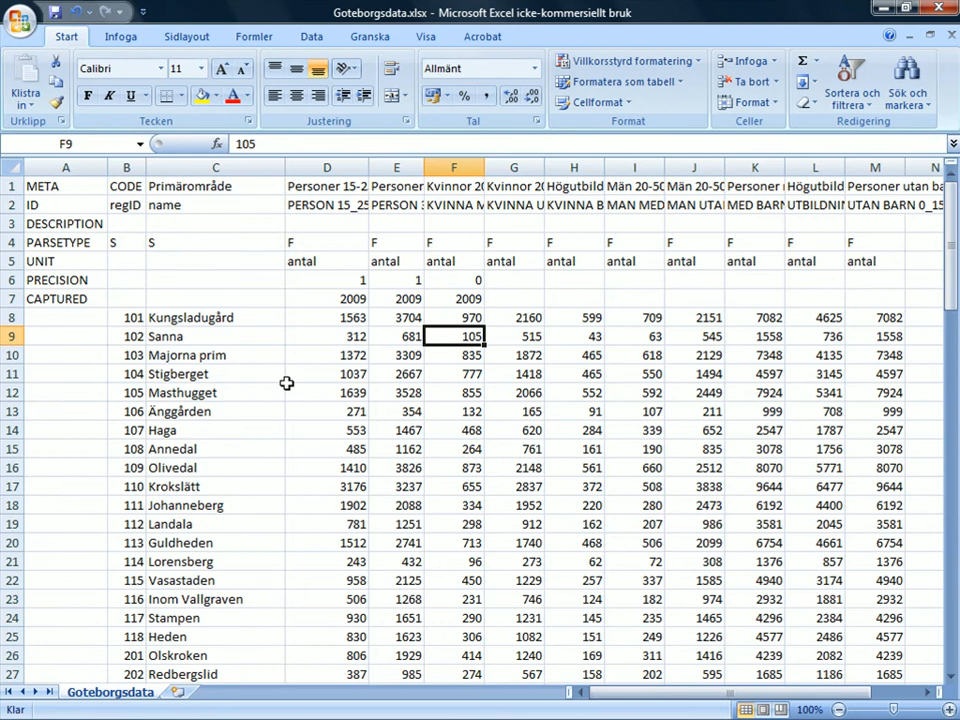 Goteborgsdata.xlsx - Microsoft Excel icke-kommersiellt bruk
Start Infoga Sidlayout Formler Data Granska Visa Acrobat
Klistra in
Urklipp
Calibri 11
F K U
Tecken
Justering
Allmänt
Tal
Villkorsstyrd formatering
Formatera som tabell
Cellformat
Format
Infoga
Ta bort
Format
Celler
Sortera och filtrera
Sök och markera
Redigering
F9 fx 105
A B C D E F G H I J K L M N
1 META CODE Primärområde Personer 15-2 Personer Kvinnor 20 Kvinnor 20 Högutbild Män 20-50 Män 20-50 Personer Högutbild Personer utan ba
2 ID regID name PERSON 15_25 PERSON 3 KVINNA M KVINNA U KVINNA B MAN MED MAN UTAN MED BARN UTBILDNIN UTAN BARN 0_15
3 DESCRIPTION
4 PARSETYPE S S F F F F F F F F F F
5 UNIT antal antal antal antal antal antal antal antal antal antal
6 PRECISION 1 1 0
7 CAPTURED 2009 2009 2009
8 101 Kungsladugård 1563 3704 970 2160 599 709 2151 7082 4625 7082
9 102 Sanna 312 681 105 515 43 63 545 1558 736 1558
10 103 Majorna prim 1372 3309 835 1872 465 618 2129 7348 4135 7348
11 104 Stigberget 1037 2667 777 1418 465 550 1494 4597 3145 4597
12 105 Masthugget 1639 3528 855 2066 552 592 2449 7924 5341 7924
13 106 Änggården 271 354 132 165 91 107 211 999 708 999
14 107 Haga 553 1467 468 620 284 339 652 2547 1787 2547
15 108 Annedal 485 1162 264 761 161 190 835 3078 1756 3078
16 109 Olivedal 1410 3826 873 2148 561 660 2512 8070 5771 8070
17 110 Krokslätt 3176 3237 655 2837 372 508 3838 9644 6477 9644
18 111 Johanneberg 1970 2088 334 1952 220 280 2473 6192 4400 6192
19 112 Landala 781 1251 298 912 162 207 986 3581 2045 3581
20 113 Guldheden 1512 2741 713 1740 468 506 2099 6754 4661 6754
21 114 Lorensberg 243 432 96 273 62 72 308 1376 857 1376
22 115 Vasastaden 958 2125 450 1229 257 337 1585 4940 3174 4940
23 116 Inom Vallgraven 506 1268 231 746 124 182 974 2932 1881 2932
24 117 Stampen 930 1651 290 1231 145 235 1465 4296 2384 4296
25 118 Heden 830 1623 306 1082 151 249 1226 4577 2486 4577
26 201 Olskroken 806 1929 414 1240 169 311 1416 4239 2082 4239
27 202 Redbergslid 387 985 274 567 158 202 595 1685 1186 1685
Goteborgsdata
Klar 100%